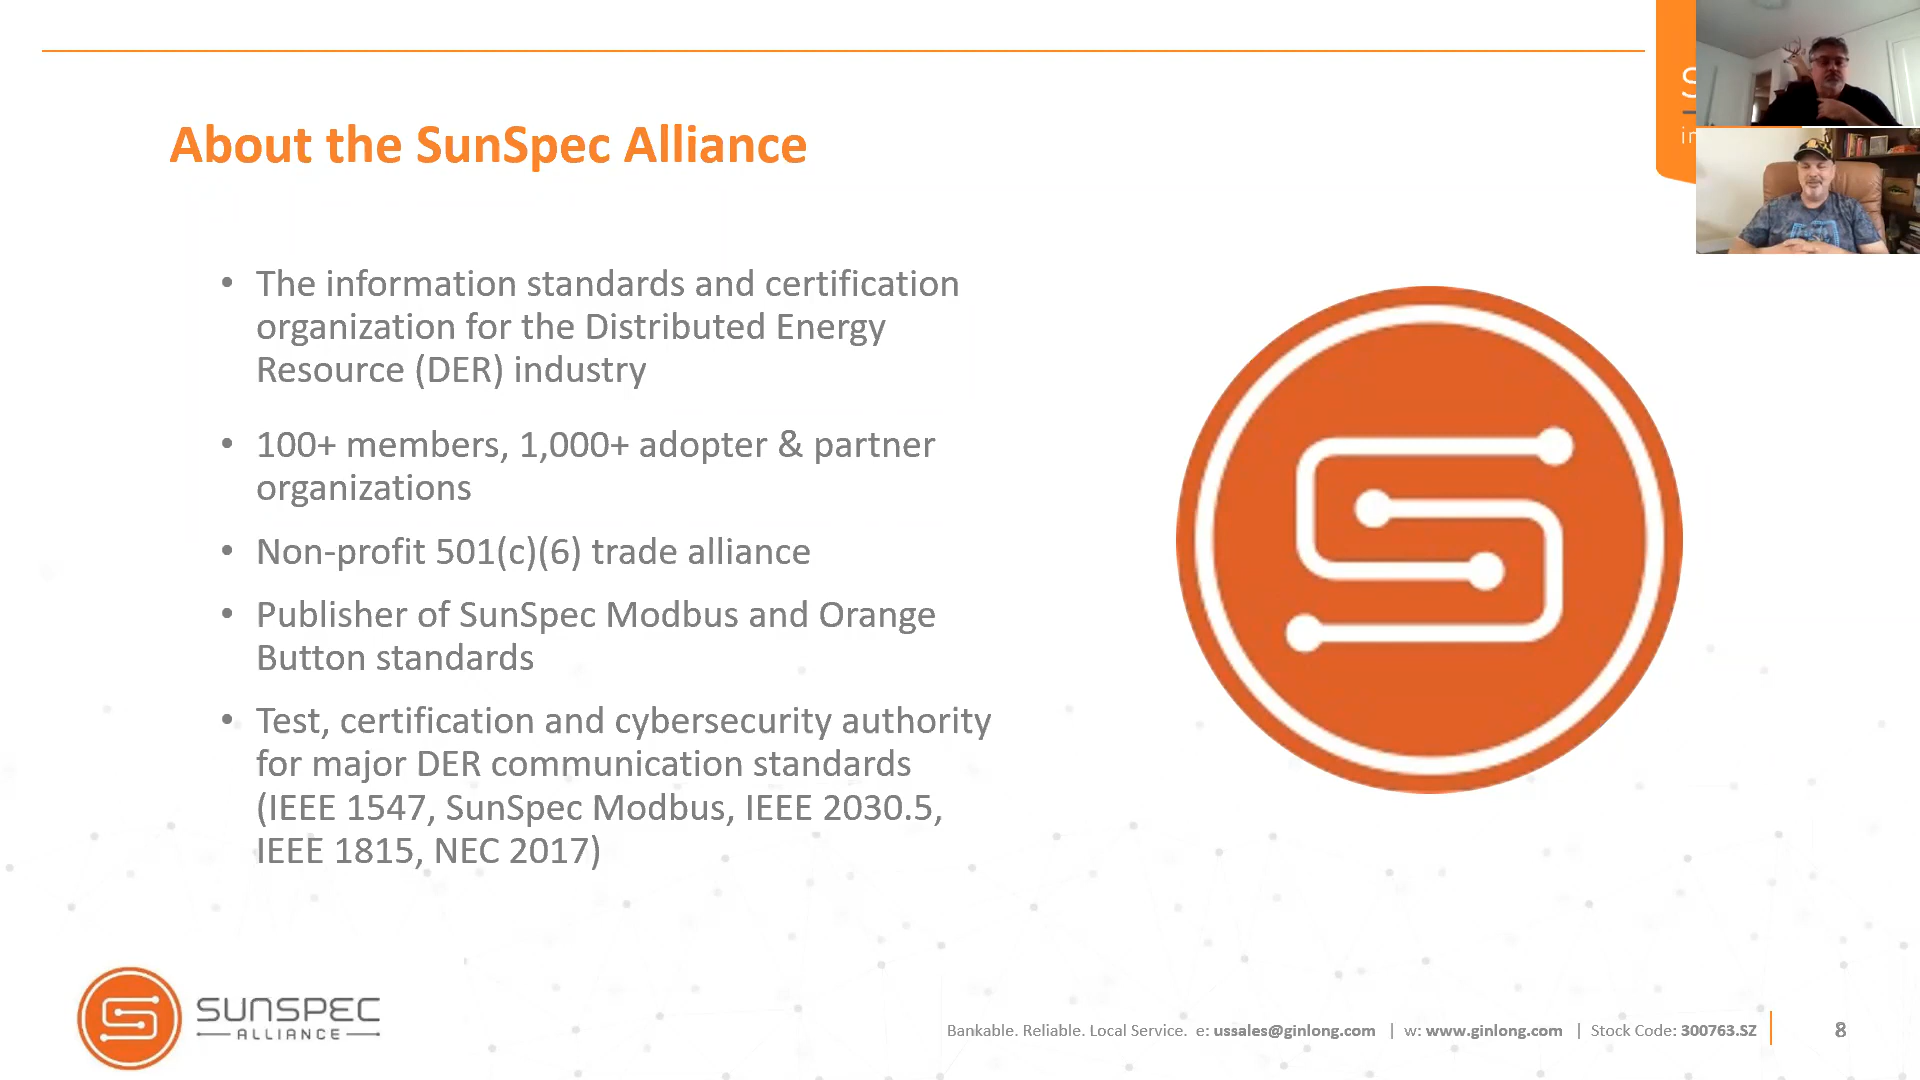 About the SunSpec Alliance
• The information standards and certification
organization for the Distributed Energy
Resource (DER) industry
• 100+ members, 1,000+ adopter & partner
organizations
• Non-profit 501(c)(6) trade alliance
• Publisher of SunSpec Modbus and Orange
Button standards
• Test, certification and cybersecurity authority
for major DER communication standards
(IEEE 1547, SunSpec Modbus, IEEE 2030.5,
IEEE 1815, NEC 2017)
SUNSPEC
ALLIANCE
Bankable. Reliable. Local Service. e: ussales@ginlong.com | w: www.ginlong.com | Stock Code: 300763.SZ
8